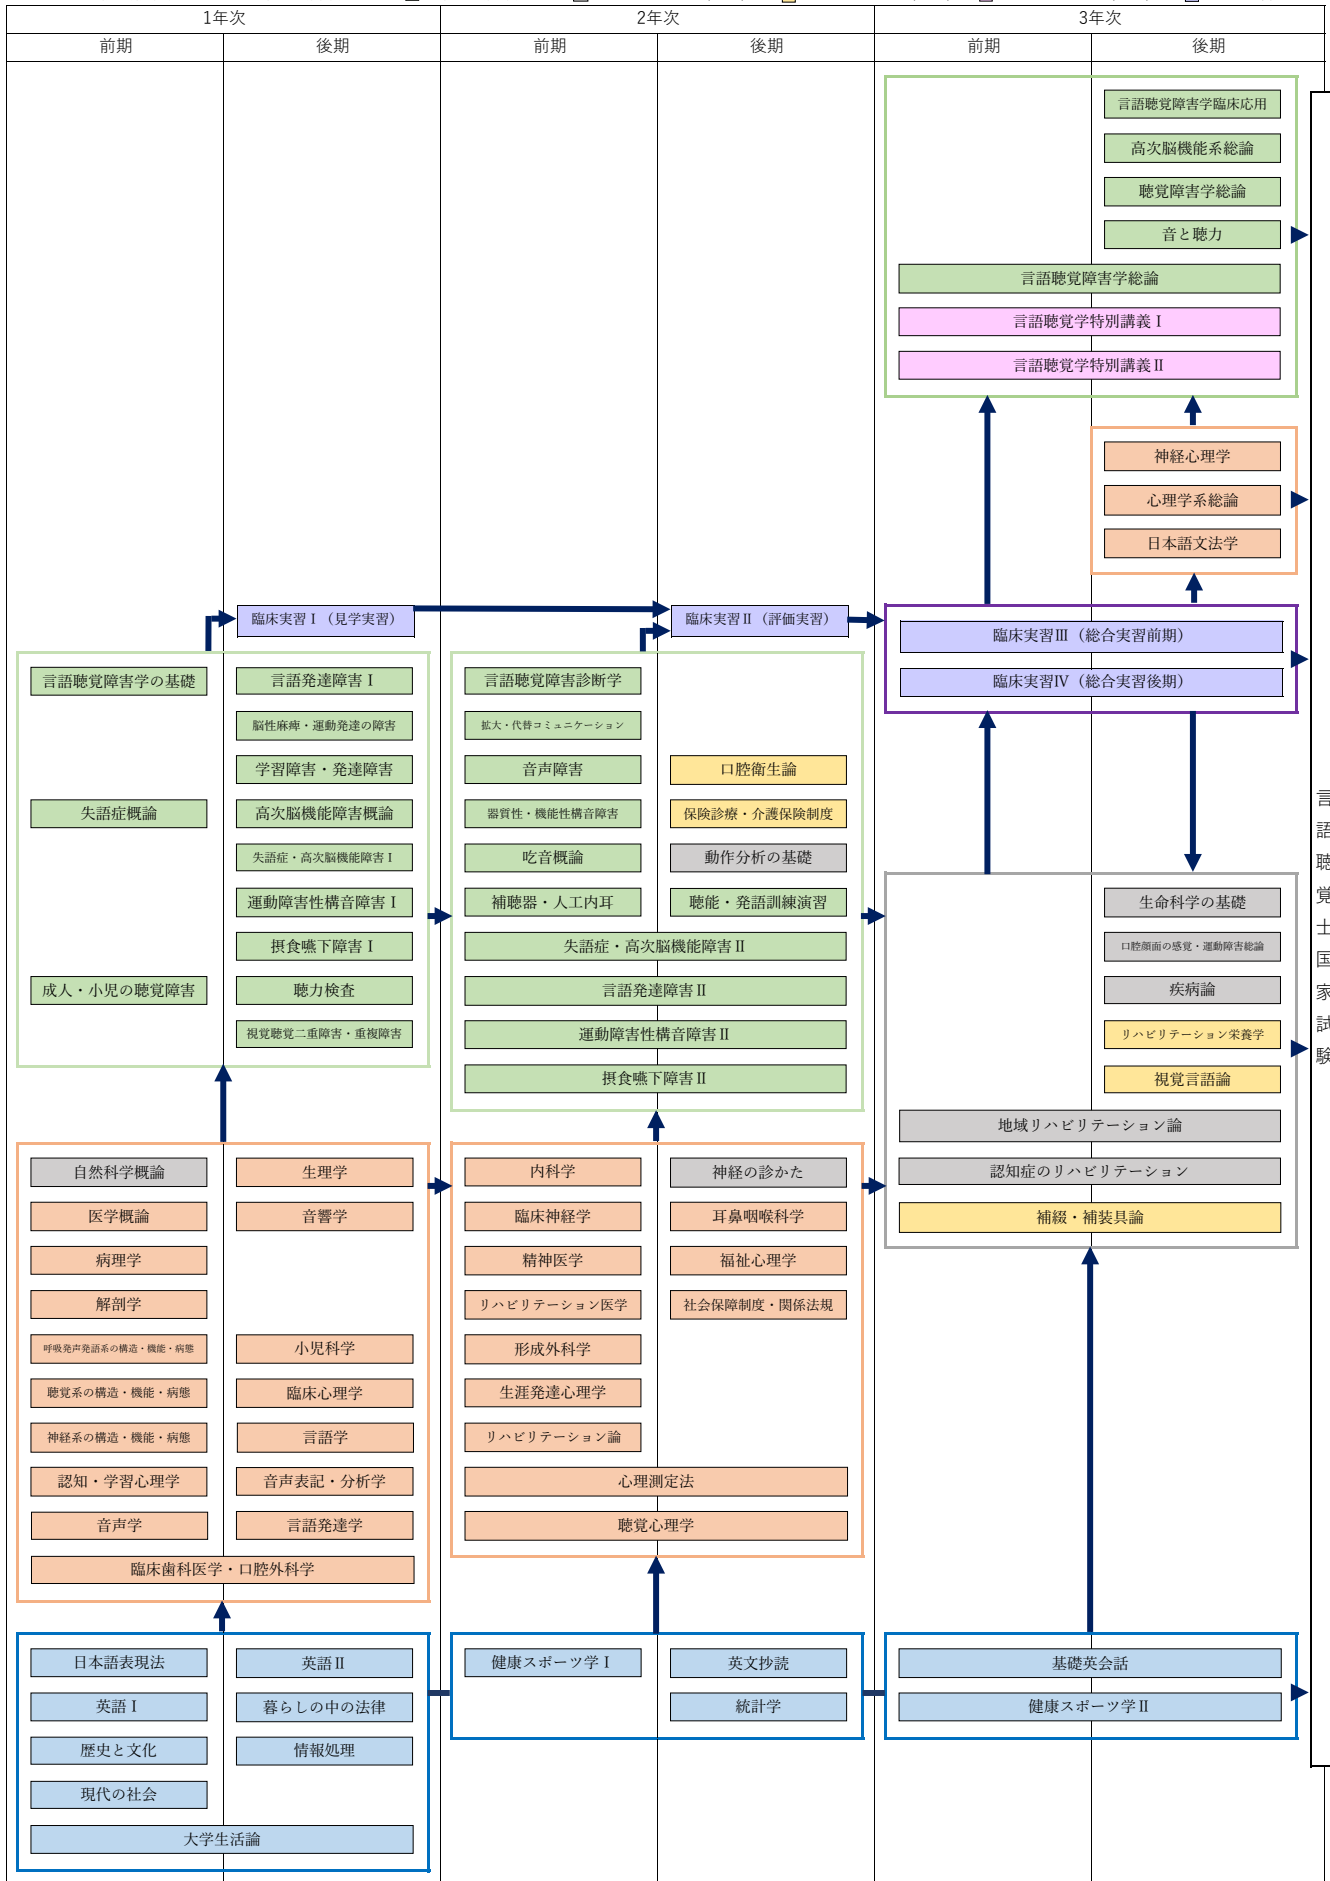 1年次
2年次
3年次
前期
後期
前期
後期
前期
後期
言語聴覚障害学臨床応用
高次脳機能系総論
聴覚障害学総論
音と聴力
言語聴覚障害学総論
言語聴覚学特別講義Ⅰ
言語聴覚学特別講義Ⅱ
神経心理学
心理学系総論
日本語文法学
臨床実習Ⅰ（見学実習）
臨床実習Ⅱ（評価実習）
臨床実習Ⅲ（総合実習前期）
臨床実習Ⅳ（総合実習後期）
言語聴覚障害学の基礎
言語発達障害Ⅰ
脳性麻痺・運動発達の障害
学習障害・発達障害
失語症概論
高次脳機能障害概論
失語症・高次脳機能障害Ⅰ
運動障害性構音障害Ⅰ
摂食嚥下障害Ⅰ
成人・小児の聴覚障害
聴力検査
視覚聴覚二重障害・重複障害
言語聴覚障害診断学
拡大・代替コミュニケーション
音声障害
口腔衛生論
器質性・機能性構音障害
保険診療・介護保険制度
吃音概論
動作分析の基礎
補聴器・人工内耳
聴能・発語訓練演習
失語症・高次脳機能障害Ⅱ
言語発達障害Ⅱ
運動障害性構音障害Ⅱ
摂食嚥下障害Ⅱ
生命科学の基礎
口腔顔面の感覚・運動障害総論
疾病論
リハビリテーション栄養学
視覚言語論
地域リハビリテーション論
認知症のリハビリテーション
補綴・補装具論
言
語
聴
覚
士
国
家
試
験
自然科学概論
生理学
医学概論
音響学
病理学
解剖学
呼吸発声発語系の構造・機能・病態
小児科学
聴覚系の構造・機能・病態
臨床心理学
神経系の構造・機能・病態
言語学
認知・学習心理学
音声表記・分析学
音声学
言語発達学
臨床歯科医学・口腔外科学
内科学
神経の診かた
臨床神経学
耳鼻咽喉科学
精神医学
福祉心理学
リハビリテーション医学
社会保障制度・関係法規
形成外科学
生涯発達心理学
リハビリテーション論
心理測定法
聴覚心理学
日本語表現法
英語Ⅱ
英語Ⅰ
暮らしの中の法律
歴史と文化
情報処理
現代の社会
大学生活論
健康スポーツ学Ⅰ
英文抄読
統計学
基礎英会話
健康スポーツ学Ⅱ